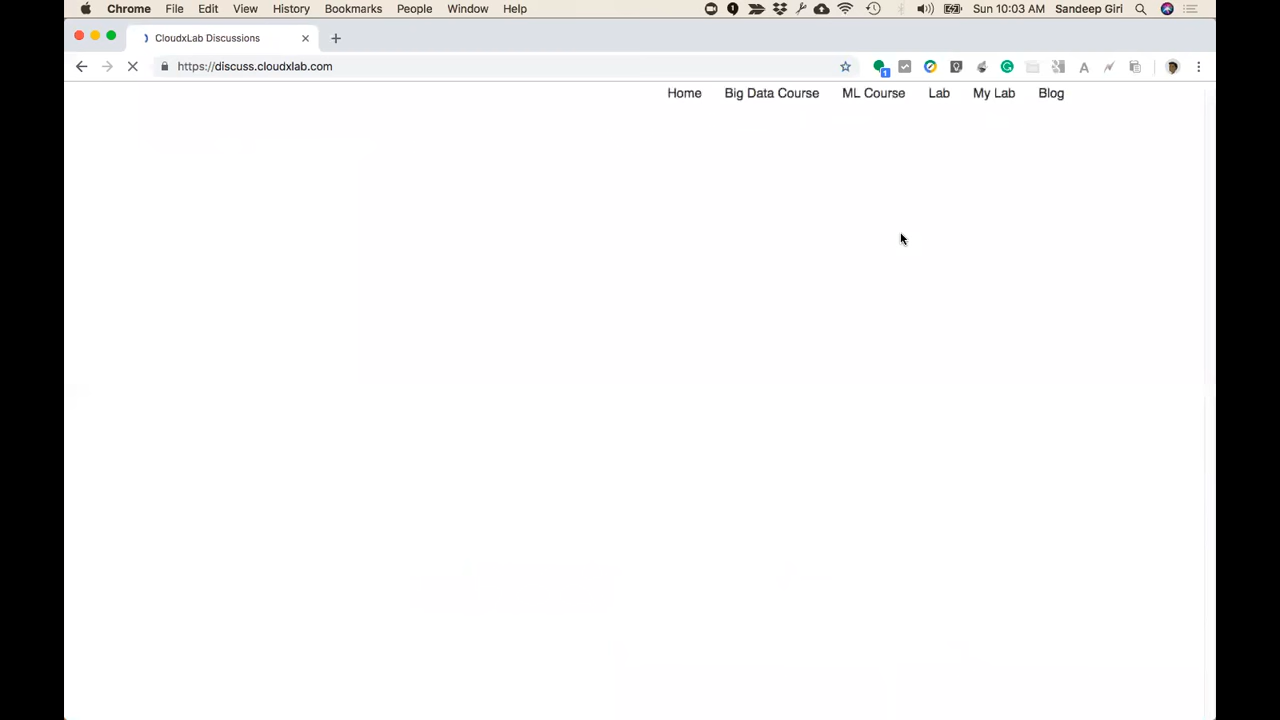 Chrome File Edit View History Bookmarks People Window Help Sun 10:03 AM Sandeep Giri
CloudxLab Discussions
https://discuss.cloudxlab.com
1
Home Big Data Course ML Course Lab My Lab Blog